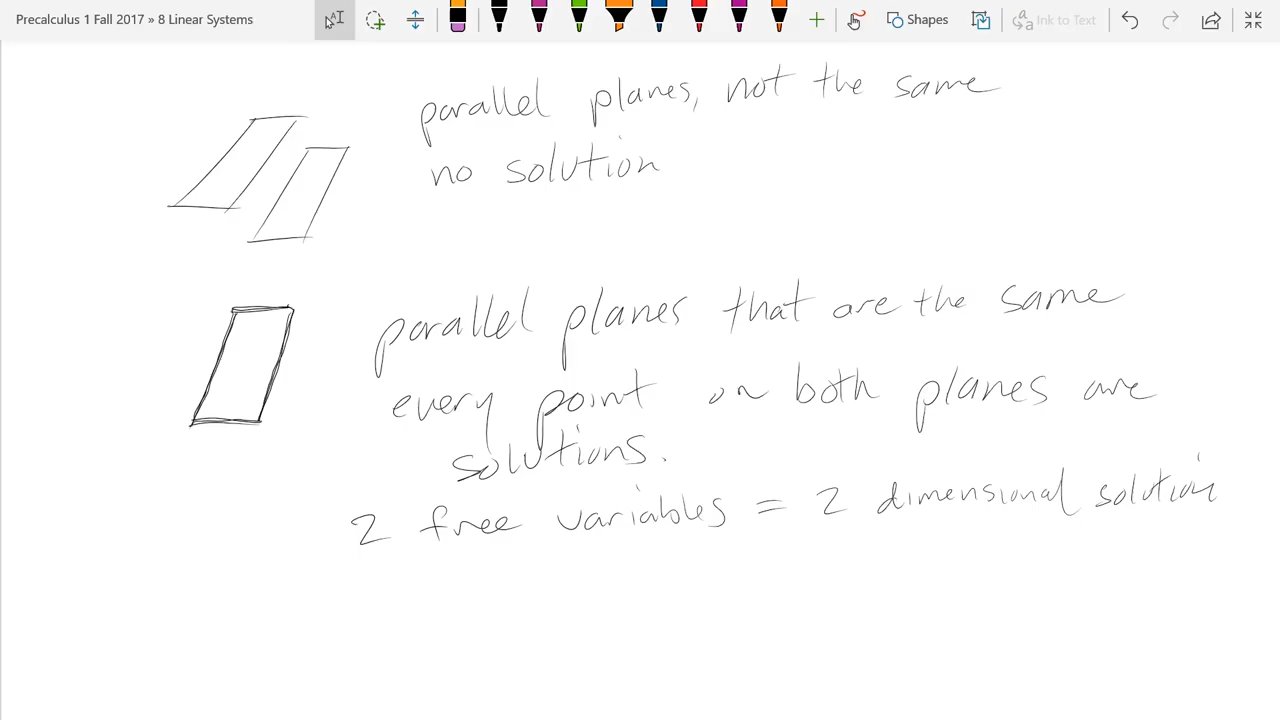 Precalculus 1 Fall 2017 » 8 Linear Systems
Shapes
Ink to Text
parallel planes, not the same
no solution
parallel planes that are the same
every point on both planes are
solutions.
2 free variables = 2 dimensional solution